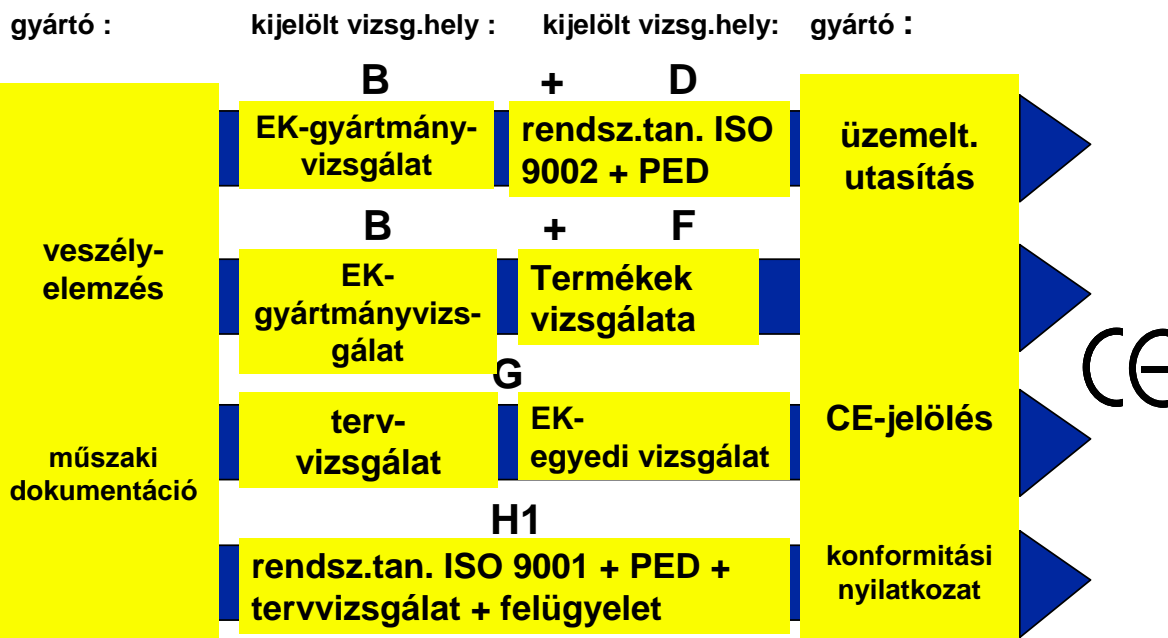 gyártó :
kijelölt vizsg.hely :
kijelölt vizsg.hely:
gyártó :
veszély-
elemzés
műszaki
dokumentáció
B + D
EK-gyártmány-
vizsgálat
rendsz.tan. ISO
9002 + PED
B + F
EK-
gyártmányvizs-
gálat
Termékek
vizsgálata
G
terv-
vizsgálat
EK-
egyedi vizsgálat
H1
rendsz.tan. ISO 9001 + PED +
tervvizsgálat + felügyelet
üzemelt.
utasítás
CE-jelölés
konformitási
nyilatkozat
CE